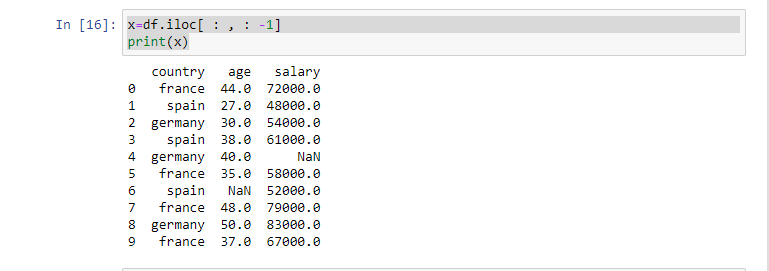 In [16]: x=df.iloc[ : , : -1]
print(x)
country age salary
0 france 44.0 72000.0
1 spain 27.0 48000.0
2 germany 30.0 54000.0
3 spain 38.0 61000.0
4 germany 40.0 NaN
5 france 35.0 58000.0
6 spain NaN 52000.0
7 france 48.0 79000.0
8 germany 50.0 83000.0
9 france 37.0 67000.0